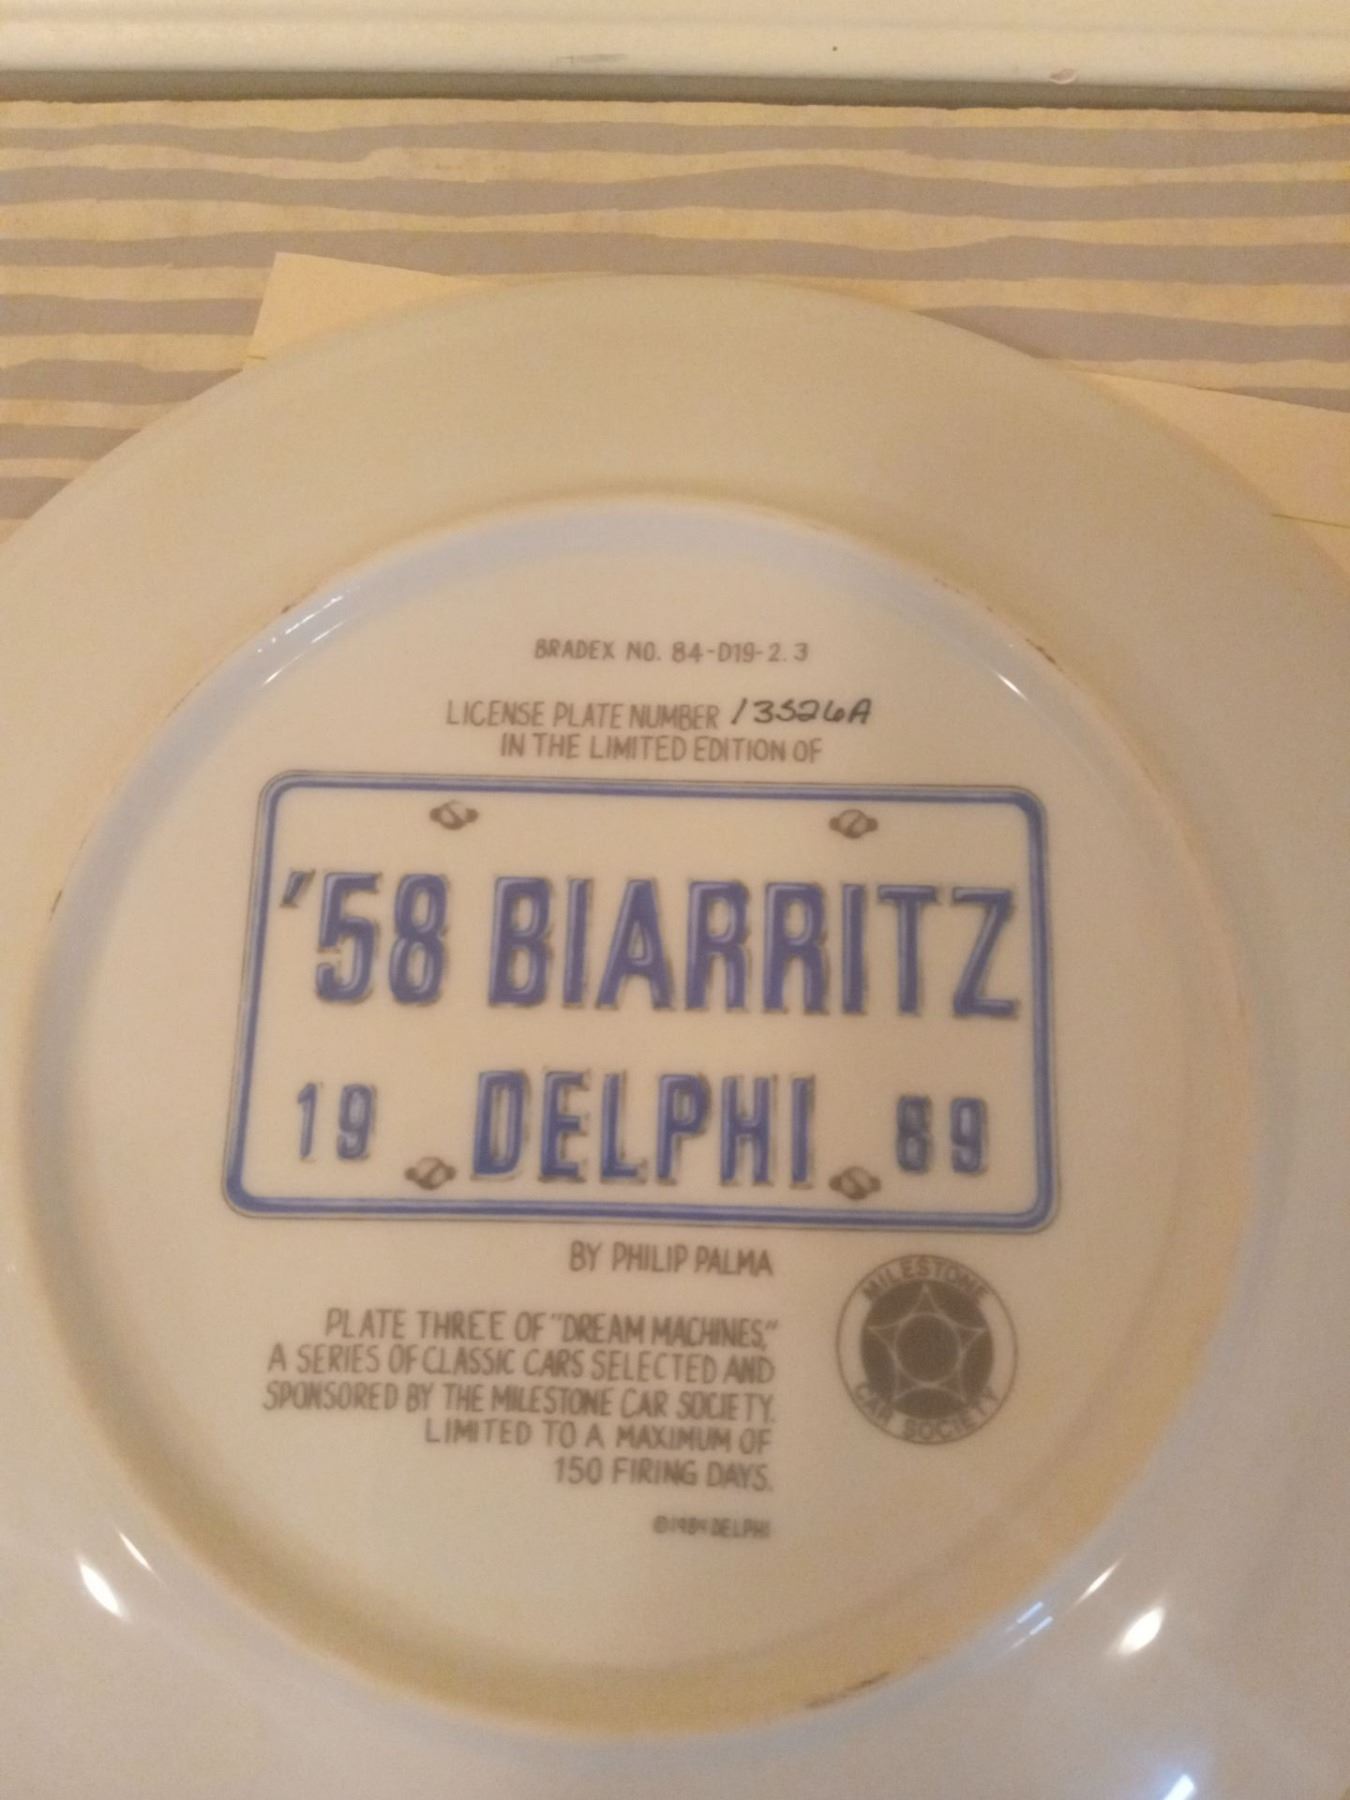 BRADEX NO. 84-D19-2.3
LICENSE PLATE NUMBER 13526A
IN THE LIMITED EDITION OF
'58 BIARRITZ
19 DELPHI 89
BY PHILIP PALMA
PLATE THREE OF "DREAM MACHINES,"
A SERIES OF CLASSIC CARS SELECTED AND
SPONSORED BY THE MILESTONE CAR SOCIETY.
LIMITED TO A MAXIMUM OF
150 FIRING DAYS.
©1989 DELPHI
MILESTONE
CAR SOCIETY